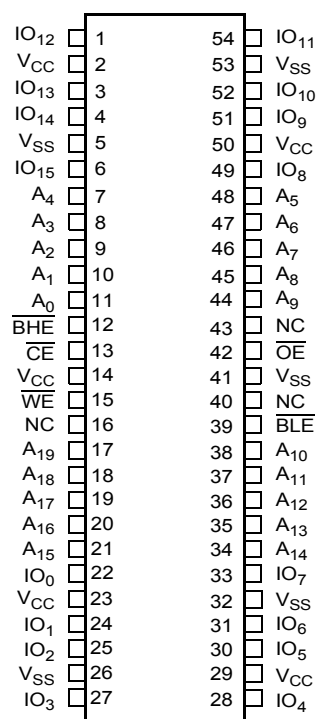 IO12 1 54 IO11
VCC 2 53 VSS
IO13 3 52 IO10
IO14 4 51 IO9
VSS 5 50 VCC
IO15 6 49 IO8
A4 7 48 A5
A3 8 47 A6
A2 9 46 A7
A1 10 45 A8
A0 11 44 A9
BHE 12 43 NC
CE 13 42 OE
VCC 14 41 VSS
WE 15 40 NC
NC 16 39 BLE
A19 17 38 A10
A18 18 37 A11
A17 19 36 A12
A16 20 35 A13
A15 21 34 A14
IO0 22 33 IO7
VCC 23 32 VSS
IO1 24 31 IO6
IO2 25 30 IO5
VSS 26 29 VCC
IO3 27 28 IO4